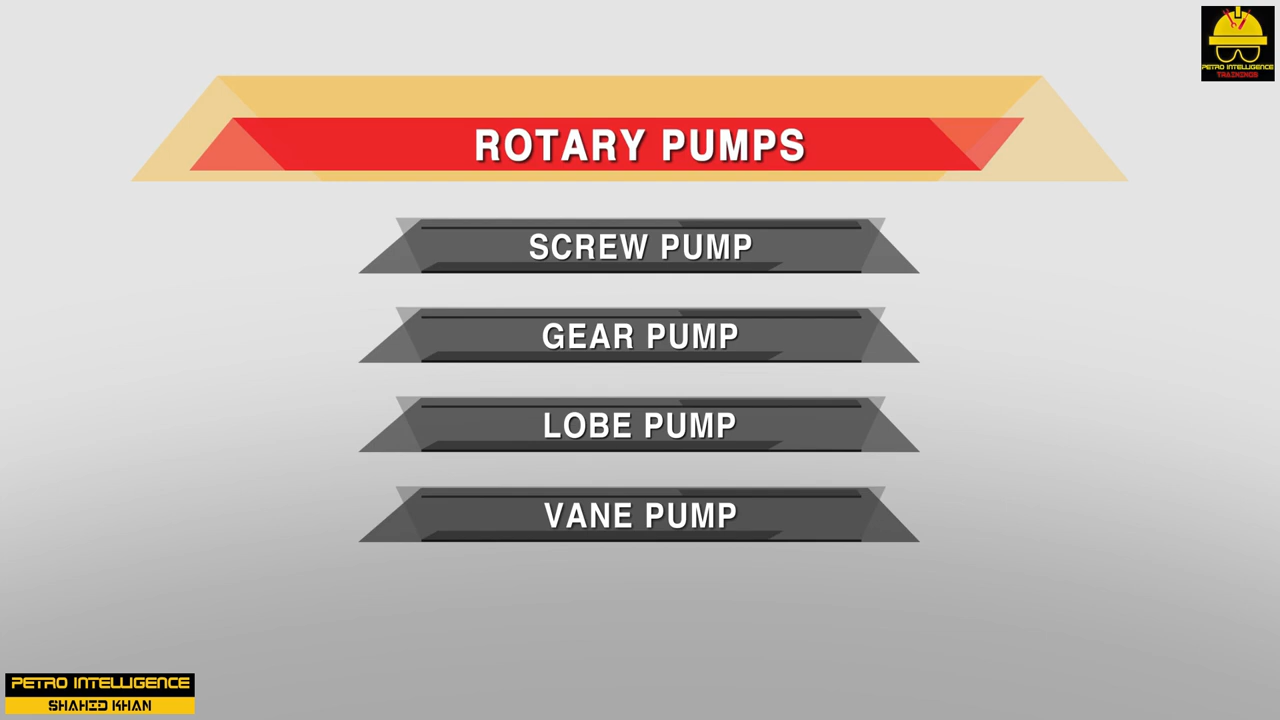 PETRO INTELLIGENCE
TRAININGS
ROTARY PUMPS
SCREW PUMP
GEAR PUMP
LOBE PUMP
VANE PUMP
PETRO INTELLIGENCE
SHAHID KHAN